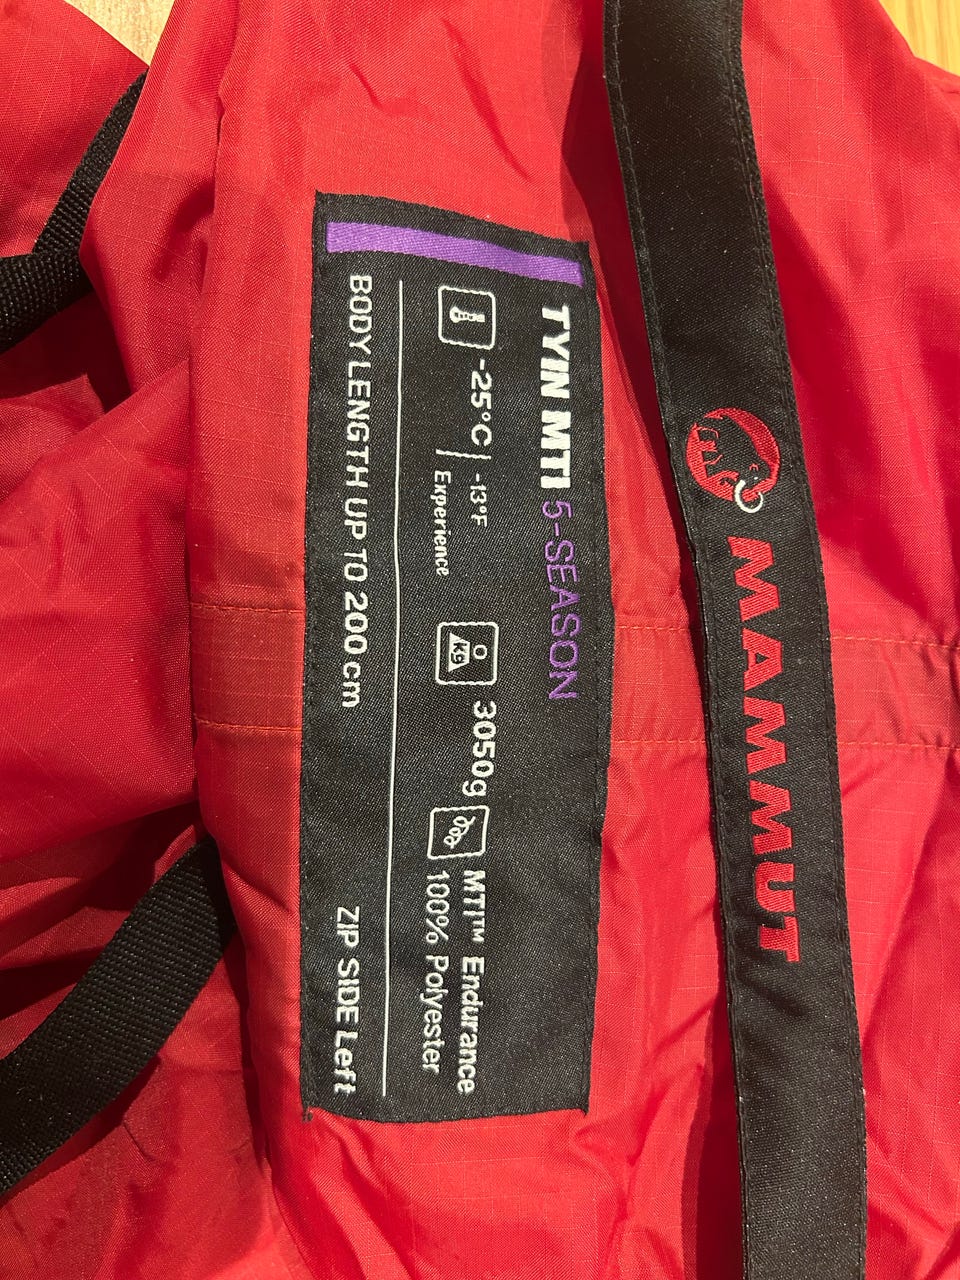 TYIN MTI 5-SEASON
-25°C | -13°F
Experience
KG
3050g
MTI™ Endurance
100% Polyester
BODYLENGTH UP TO 200 cm
ZIP SIDE Left
MAMMUT